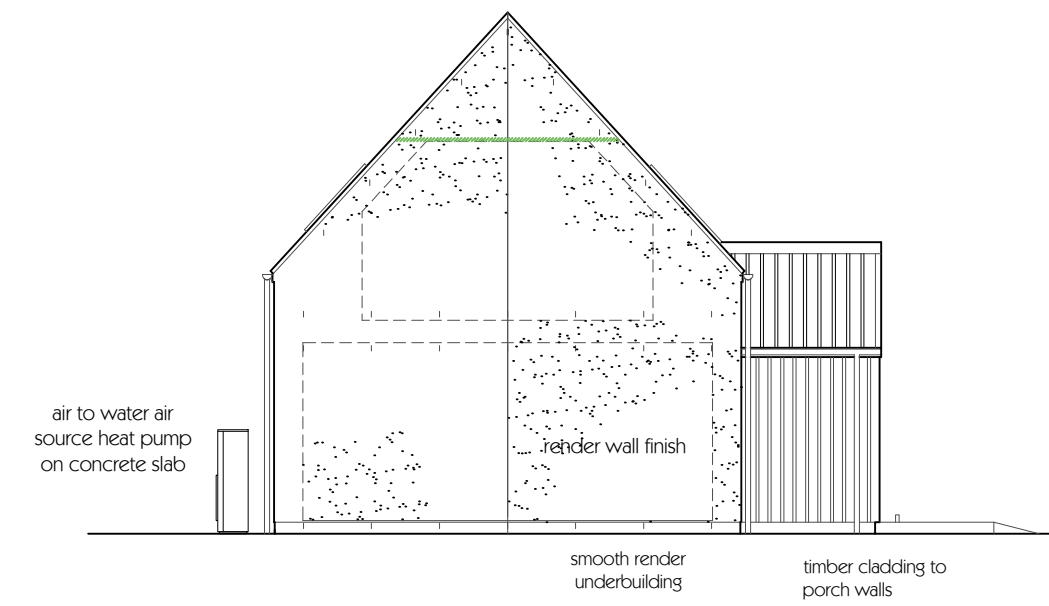 air to water air
source heat pump
on concrete slab
render wall finish
smooth render
underbuilding
timber cladding to
porch walls